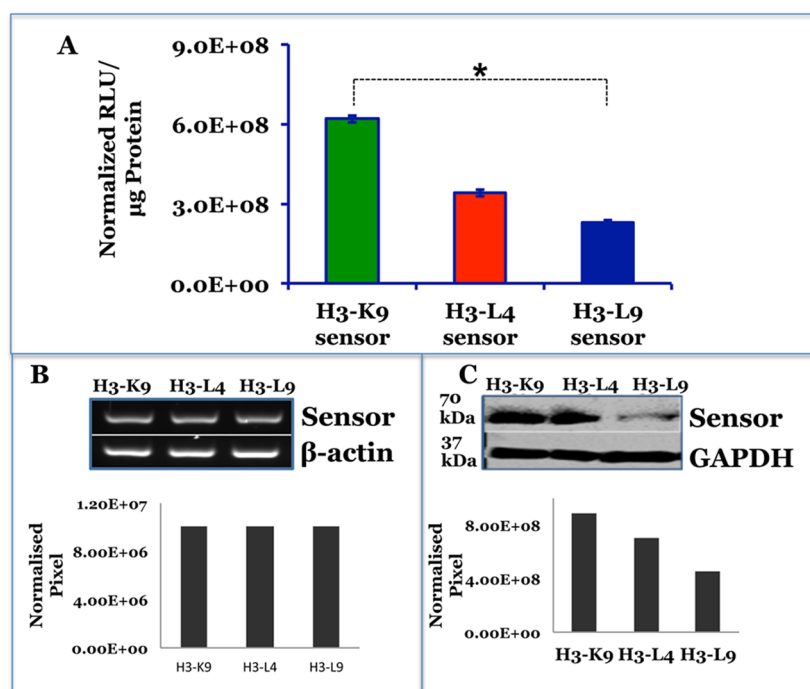 A
Normalized RLU/
µg Protein
9.0E+08
6.0E+08
3.0E+08
0.0E+00
*
H3-K9
sensor
H3-L4
sensor
H3-L9
sensor
B
H3-K9 H3-L4 H3-L9
Sensor
β-actin
Normalised
Pixel
1.20E+07
8.00E+06
4.00E+06
0.00E+00
H3-K9 H3-L4 H3-L9
C
H3-K9 H3-L4 H3-L9
70
kDa
Sensor
37
kDa
GAPDH
Normalised
Pixel
8.00E+08
4.00E+08
0.00E+00
H3-K9 H3-L4 H3-L9